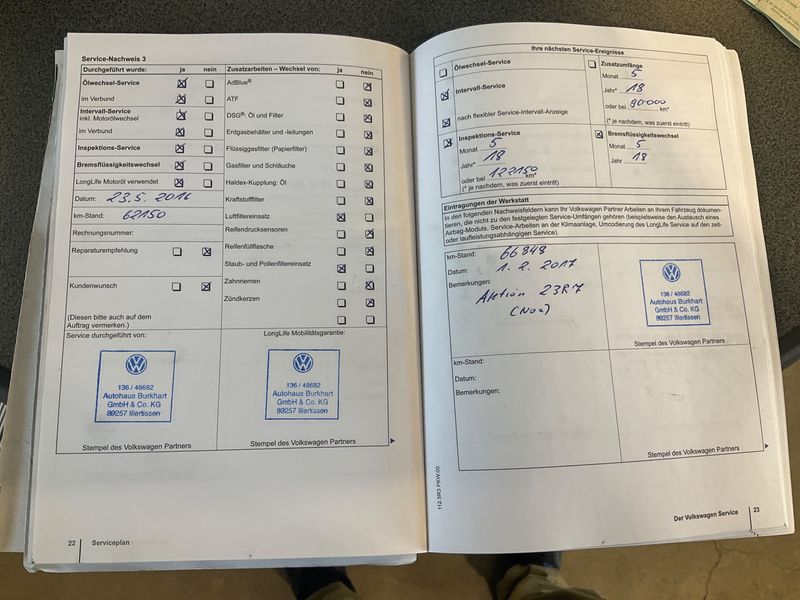 Service-Nachweis 3
Durchgeführt wurde: ja nein
Ölwechsel-Service
im Verbund
Intervall-Service
inkl. Motorölwechsel
im Verbund
Inspektions-Service
Bremsflüssigkeitswechsel
LongLife Motoröl verwendet
Datum: 23.5.2016
km-Stand: 62150
Rechnungsnummer:
Reparaturempfehlung
Kundenwunsch
(Diesen bitte auch auf dem
Auftrag vermerken.)
Service durchgeführt von:
136 / 48682
Autohaus Burkhart
GmbH & Co. KG
89257 Illertissen
Stempel des Volkswagen Partners
Zusatzarbeiten – Wechsel von: ja nein
AdBlue®
ATF
DSG®: Öl und Filter
Erdgasbehälter und -leitungen
Flüssiggasfilter (Papierfilter)
Gasfilter und Schläuche
Haldex-Kupplung: Öl
Kraftstofffilter
Luftfiltereinsatz
Reifendrucksensoren
Reifenfüllflasche
Staub- und Pollenfiltereinsatz
Zahnriemen
Zündkerzen
LongLife Mobilitätsgarantie:
136 / 48682
Autohaus Burkhart
GmbH & Co. KG
89257 Illertissen
Stempel des Volkswagen Partners
22 Serviceplan
Ihre nächsten Service-Ereignisse
Ölwechsel-Service
Intervall-Service
nach flexibler Service-Intervall-Anzeige
Inspektions-Service
Monat 5
Jahr* 18
oder bei 122150 km*
(* je nachdem, was zuerst eintritt)
Zusatzumfänge
Monat 5
Jahr* 18
oder bei 90000 km*
(* je nachdem, was zuerst eintritt)
Bremsflüssigkeitswechsel
Monat 5
Jahr 18
Eintragungen der Werkstatt
In den folgenden Nachweisfeldern kann Ihr Volkswagen Partner Arbeiten an Ihrem Fahrzeug dokumen-
tieren, die nicht zu den festgelegten Service-Umfängen gehören (beispielsweise den Austausch eines
Airbag-Moduls, Service-Arbeiten an der Klimaanlage, Umcodierung des LongLife Service auf den zeit-
oder laufleistungsabhängigen Service).
km-Stand: 66848
Datum: 1.2.2017
Bemerkungen:
Aktion 23R7
(NOx)
136 / 48682
Autohaus Burkhart
GmbH & Co. KG
89257 Illertissen
Stempel des Volkswagen Partners
km-Stand:
Datum:
Bemerkungen:
Stempel des Volkswagen Partners
112.5R3.PKW.00
Der Volkswagen Service 23